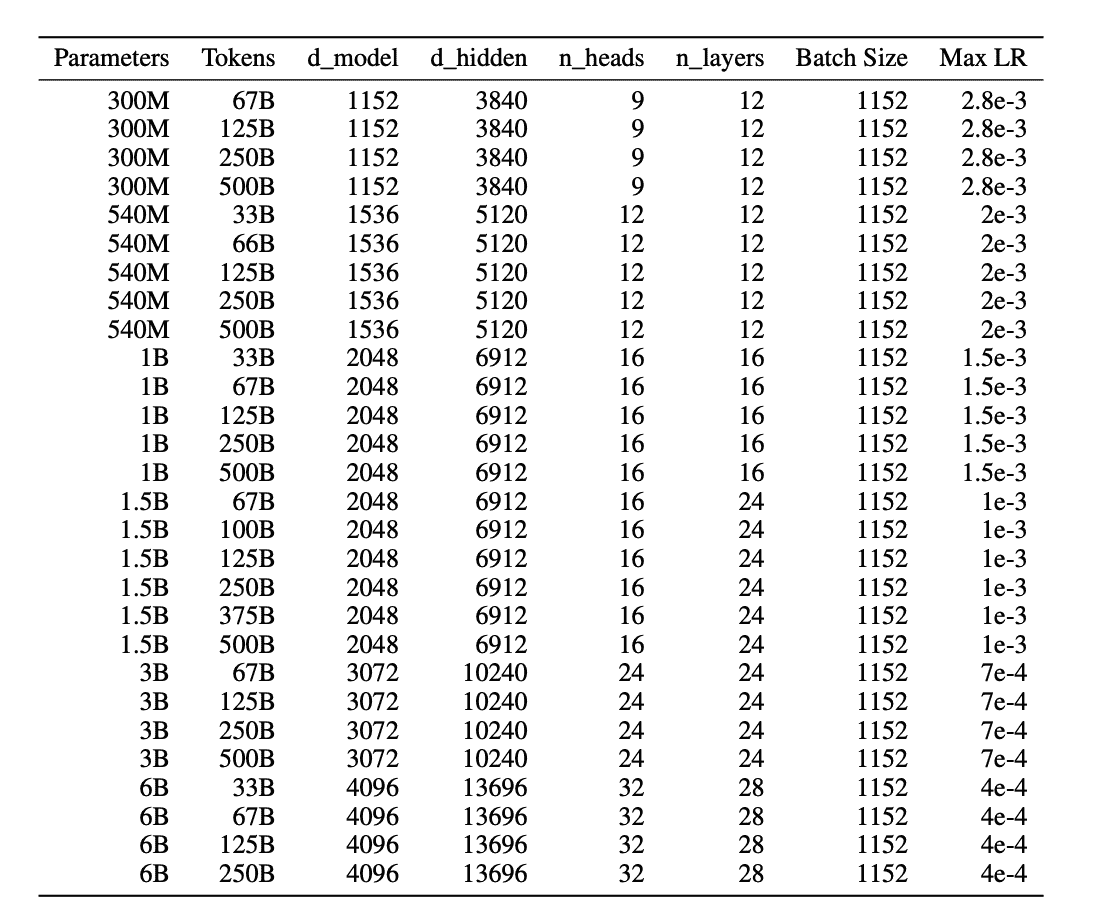 Parameters Tokens d_model d_hidden n_heads n_layers Batch Size Max LR
300M 67B 1152 3840 9 12 1152 2.8e-3
300M 125B 1152 3840 9 12 1152 2.8e-3
300M 250B 1152 3840 9 12 1152 2.8e-3
300M 500B 1152 3840 9 12 1152 2.8e-3
540M 33B 1536 5120 12 12 1152 2e-3
540M 66B 1536 5120 12 12 1152 2e-3
540M 125B 1536 5120 12 12 1152 2e-3
540M 250B 1536 5120 12 12 1152 2e-3
540M 500B 1536 5120 12 12 1152 2e-3
1B 33B 2048 6912 16 16 1152 1.5e-3
1B 67B 2048 6912 16 16 1152 1.5e-3
1B 125B 2048 6912 16 16 1152 1.5e-3
1B 250B 2048 6912 16 16 1152 1.5e-3
1B 500B 2048 6912 16 16 1152 1.5e-3
1.5B 67B 2048 6912 16 24 1152 1e-3
1.5B 100B 2048 6912 16 24 1152 1e-3
1.5B 125B 2048 6912 16 24 1152 1e-3
1.5B 250B 2048 6912 16 24 1152 1e-3
1.5B 375B 2048 6912 16 24 1152 1e-3
1.5B 500B 2048 6912 16 24 1152 1e-3
3B 67B 3072 10240 24 24 1152 7e-4
3B 125B 3072 10240 24 24 1152 7e-4
3B 250B 3072 10240 24 24 1152 7e-4
3B 500B 3072 10240 24 24 1152 7e-4
6B 33B 4096 13696 32 28 1152 4e-4
6B 67B 4096 13696 32 28 1152 4e-4
6B 125B 4096 13696 32 28 1152 4e-4
6B 250B 4096 13696 32 28 1152 4e-4